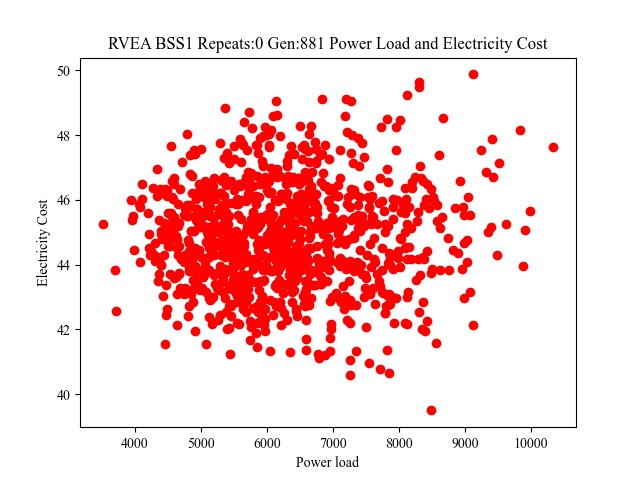 RVEA BSS1 Repeats:0 Gen:881 Power Load and Electricity Cost
50
48
46
44
42
40
Electricity Cost
4000 5000 6000 7000 8000 9000 10000
Power load